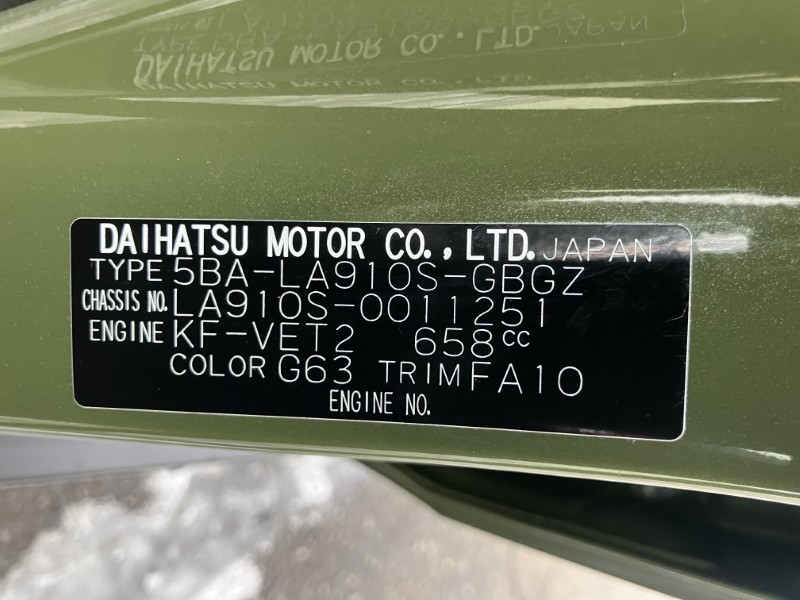 DAIHATSU MOTOR CO., LTD. JAPAN
TYPE 5BA-LA910S-GBGZ
CHASSIS NO. LA910S-0011251
ENGINE KF-VET2 658cc
COLOR G63 TRIM FA10
ENGINE NO.